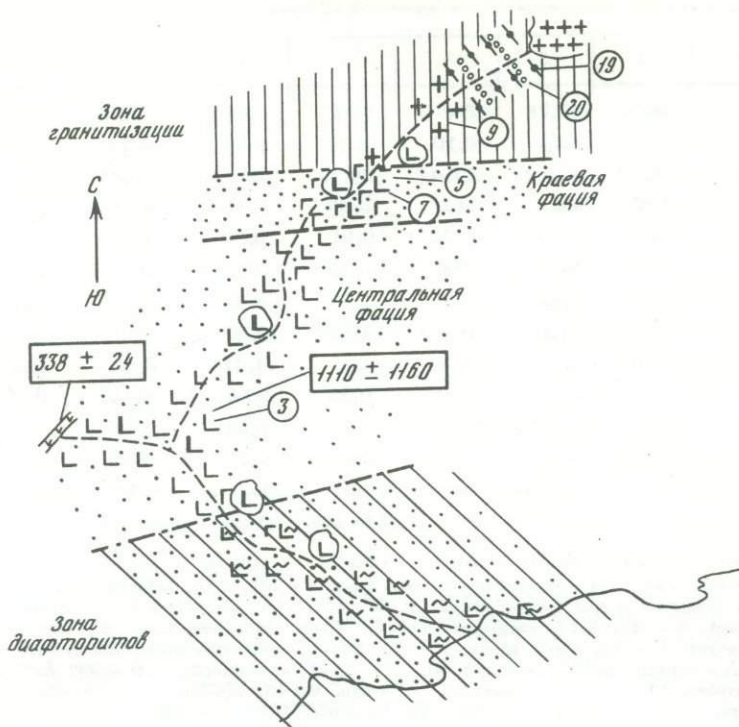 19
20
Зона
гранитизации
9
5
Краевая
фация
7
С
Ю
Центральная
фация
338 ± 24
1110 ± 1160
3
Зона
диафторитов